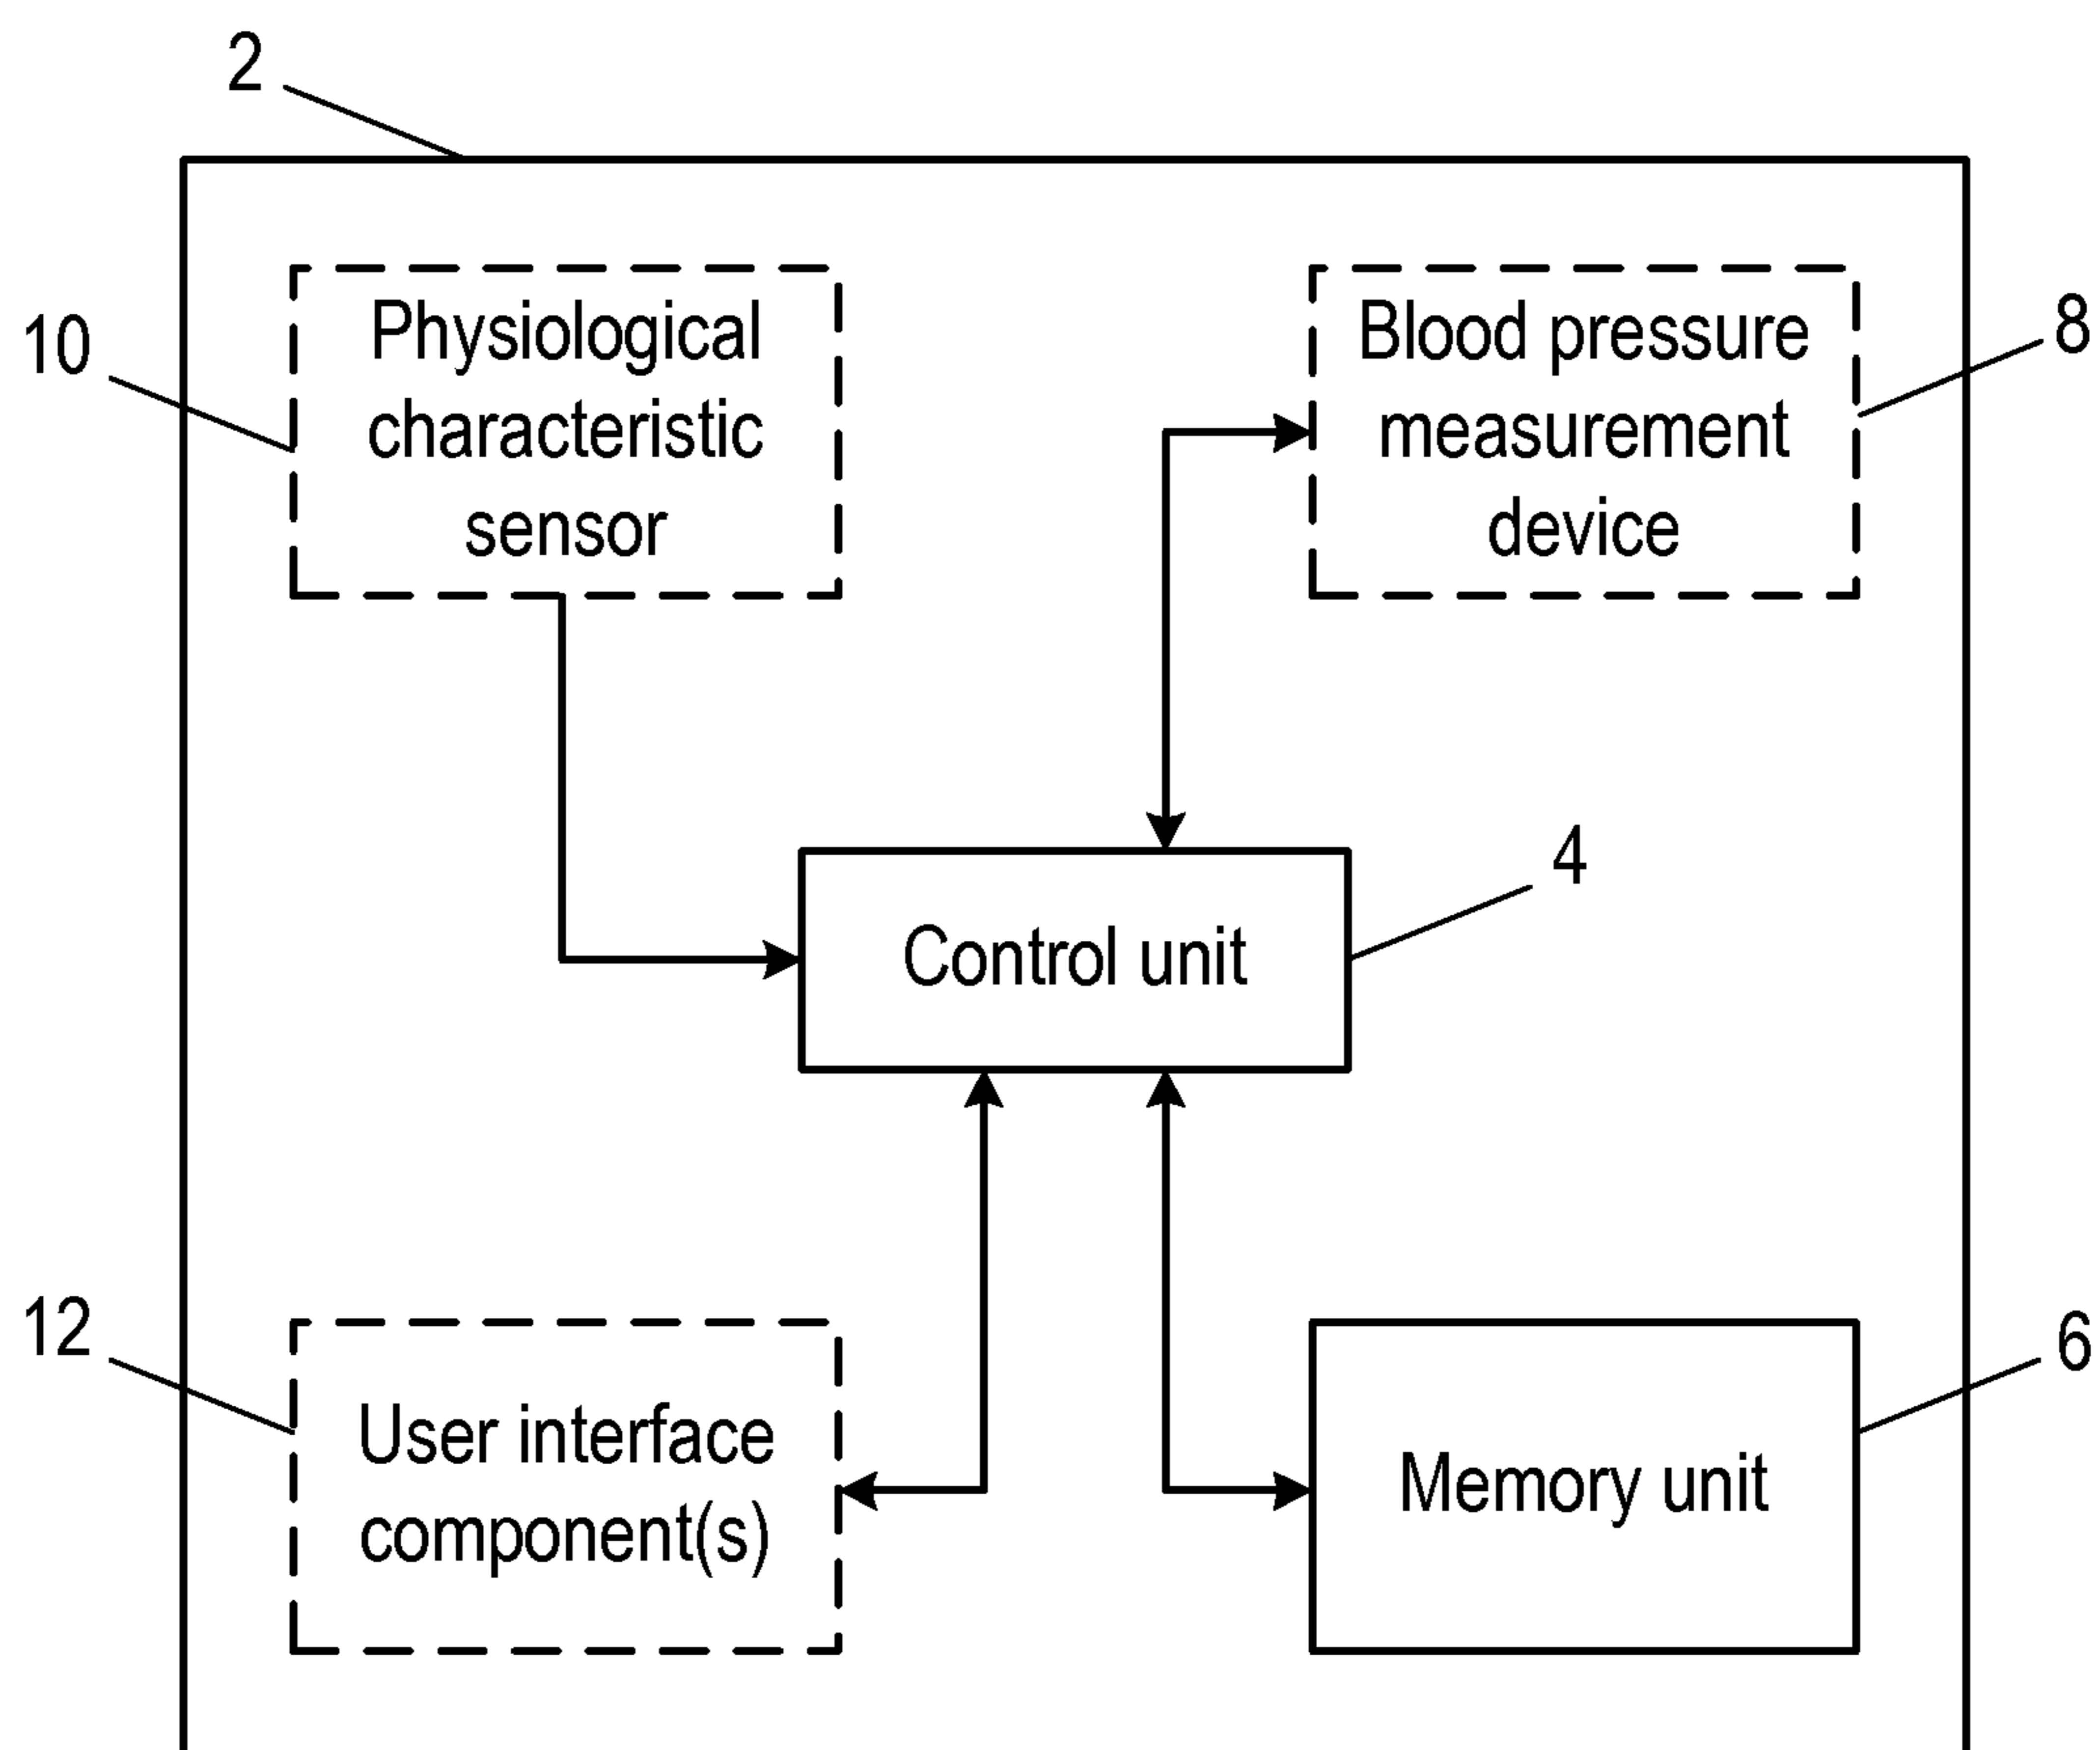 2
10
Physiological
characteristic
sensor
Blood pressure
measurement
device
8
4
Control unit
12
User interface
component(s)
Memory unit
6